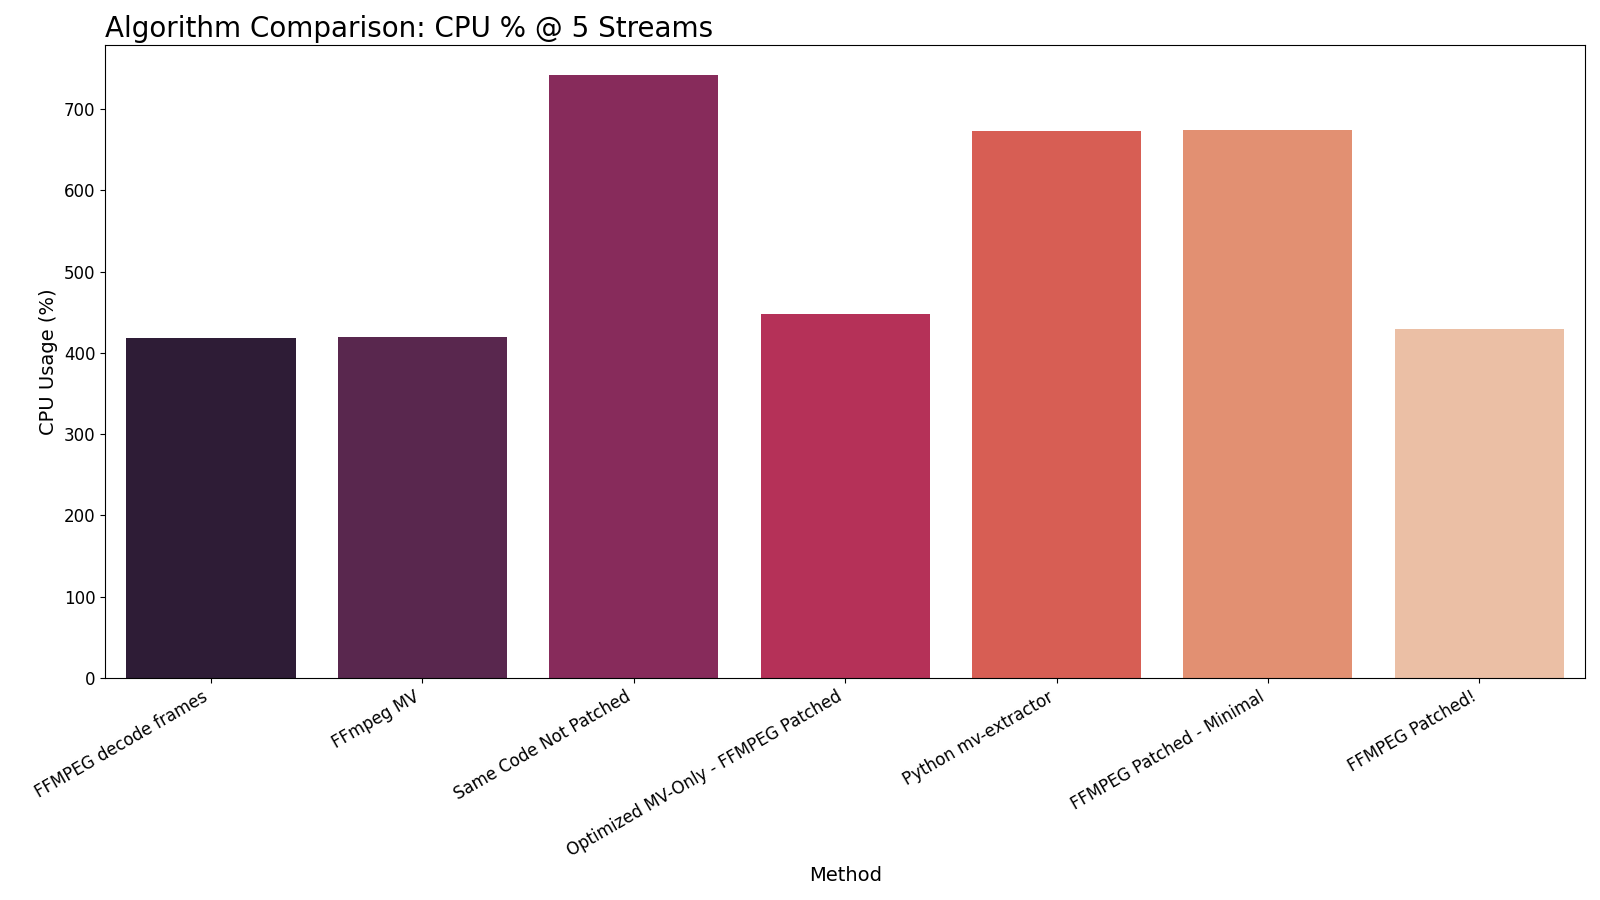 Algorithm Comparison: CPU % @ 5 Streams
CPU Usage (%)
700
600
500
400
300
200
100
0
FFMPEG decode frames
FFmpeg MV
Same Code Not Patched
Optimized MV-Only - FFMPEG Patched
Python mv-extractor
FFMPEG Patched - Minimal
FFMPEG Patched!
Method